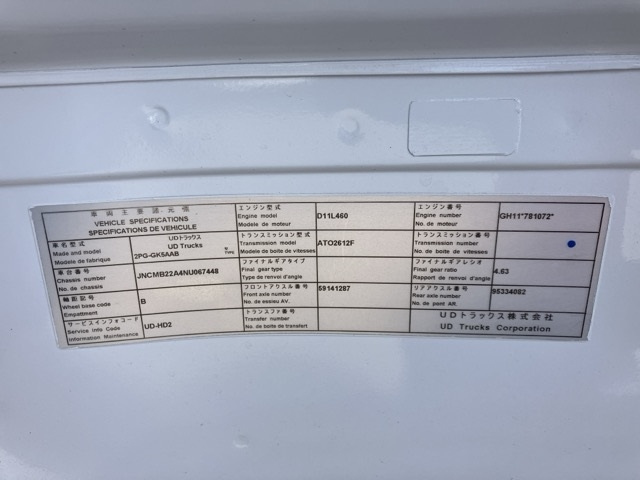 車両主要諸元値
VEHICLE SPECIFICATIONS
SPECIFICATIONS DE VEHICULE
車名型式
Made and model
Modele de fabrique
UDトラックス
UD Trucks
2PG-GK5AAB
型
TYPE
車台番号
Chassis number
No. de chassis
JNCMB22A4NU067448
軸距記号
Wheel base code
Empattement
B
サービスインフォコード
Service info Code
Information Maintenance
UD-HD2
エンジン型式
Engine model
Modele de moteur
D11L460
トランスミッション型式
Transmission model
Modele de boite de vitesses
ATO2612F
ファイナルギアタイプ
Final gear type
Type de renvoi d'angle
フロントアクスル番号
Front axle number
No. de essieu AV.
59141287
トランスファ番号
Transfer number
No. de boite de transfert
エンジン番号
Engine number
No. de moteur
GH11*781072*
トランスミッション番号
Transmission number
No. de boite de vitesses
ファイナルギアレシオ
Final gear ratio
Rapport de renvoi d'angle
4.63
リアアクスル番号
Rear axle number
No. de pont AR.
95334082
UDトラックス株式会社
UD Trucks Corporation